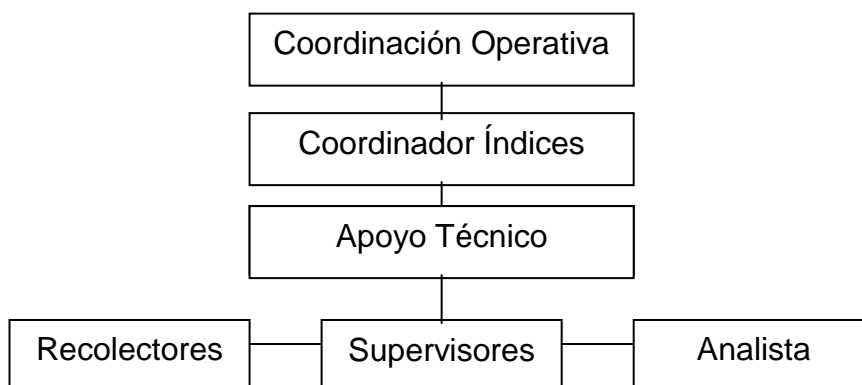 Coordinación Operativa
Coordinador Índices
Apoyo Técnico
Recolectores
Supervisores
Analista